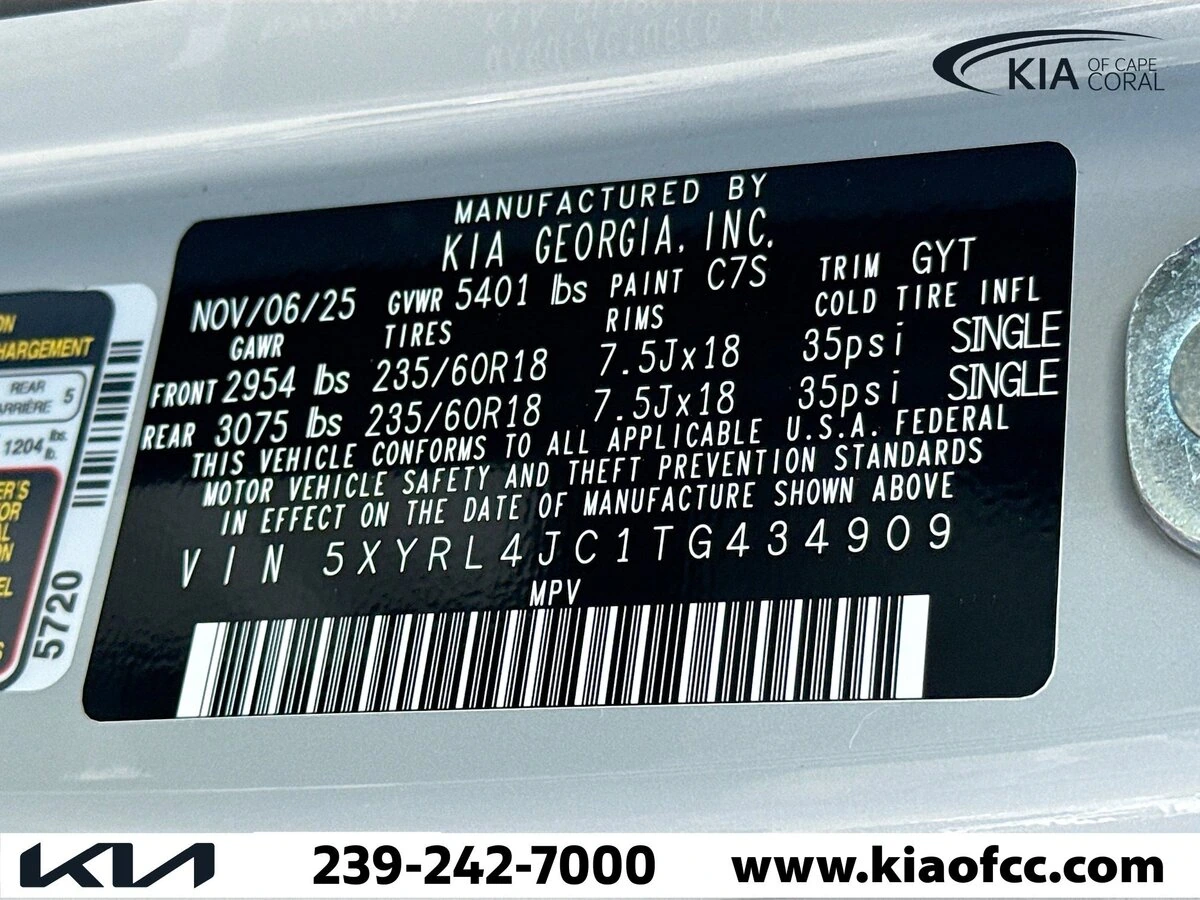 KIA OF CAPE CORAL
MANUFACTURED BY
KIA GEORGIA, INC.
NOV/06/25 GVWR 5401 lbs PAINT C7S TRIM GYT
GAWR TIRES RIMS COLD TIRE INFL
FRONT 2954 lbs 235/60R18 7.5Jx18 35psi SINGLE
REAR 3075 lbs 235/60R18 7.5Jx18 35psi SINGLE
THIS VEHICLE CONFORMS TO ALL APPLICABLE U.S.A. FEDERAL
MOTOR VEHICLE SAFETY AND THEFT PREVENTION STANDARDS
IN EFFECT ON THE DATE OF MANUFACTURE SHOWN ABOVE
VIN 5XYRL4JC1TG434909
MPV
REAR 5
1204 lbs.
5720
KIA 239-242-7000 www.kiaofcc.com